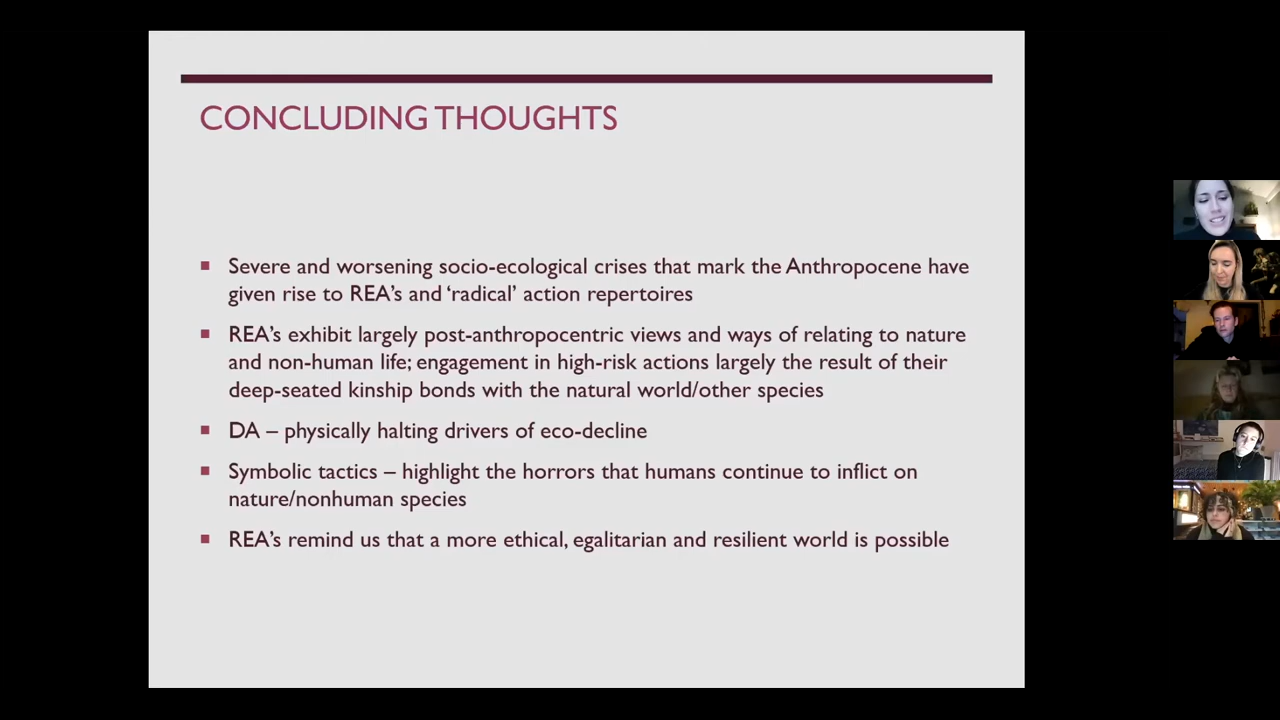 CONCLUDING THOUGHTS
■ Severe and worsening socio-ecological crises that mark the Anthropocene have
given rise to REA's and 'radical' action repertoires
■ REA's exhibit largely post-anthropocentric views and ways of relating to nature
and non-human life; engagement in high-risk actions largely the result of their
deep-seated kinship bonds with the natural world/other species
■ DA – physically halting drivers of eco-decline
■ Symbolic tactics – highlight the horrors that humans continue to inflict on
nature/nonhuman species
■ REA's remind us that a more ethical, egalitarian and resilient world is possible